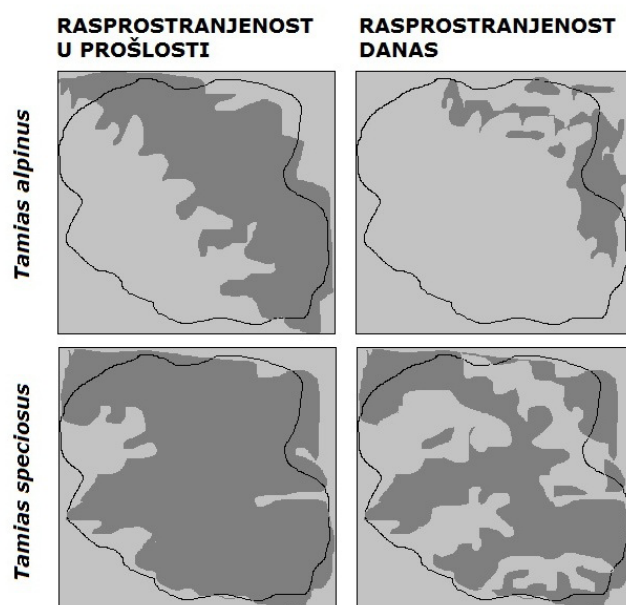 RASPROSTRANJENOST
U PROŠLOSTI
RASPROSTRANJENOST
DANAS
Tamias alpinus
Tamias speciosus